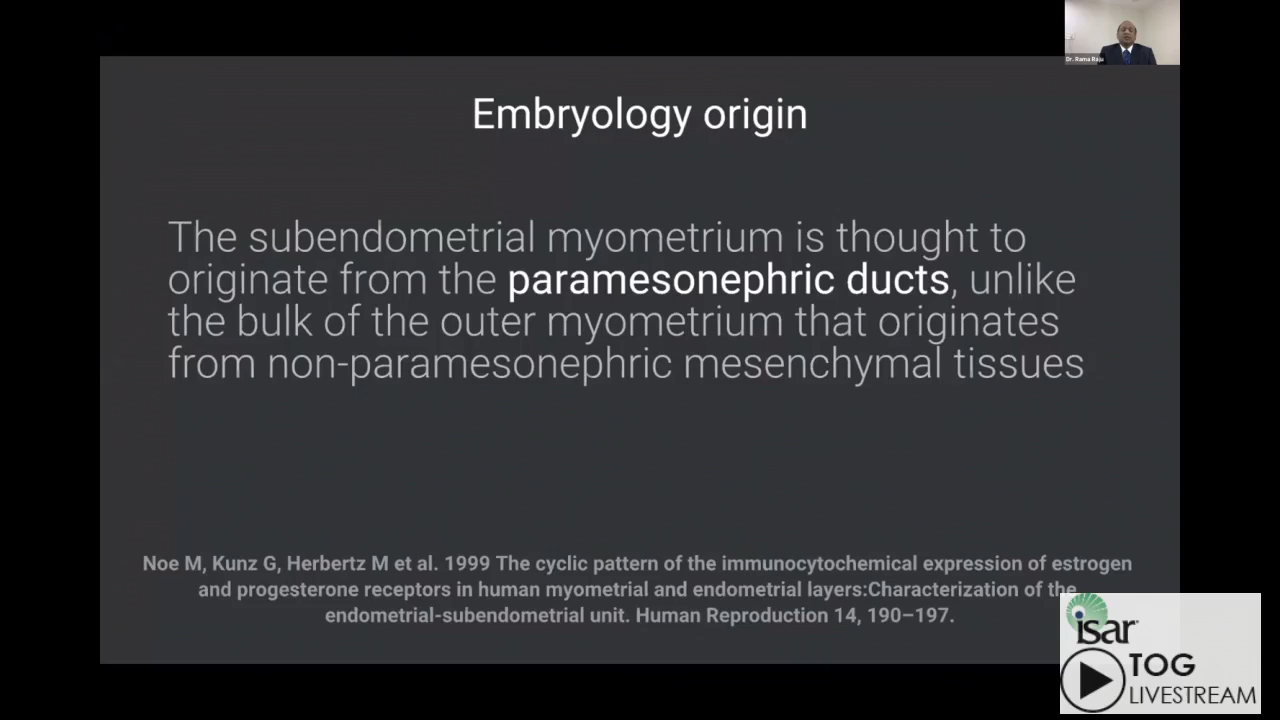 Dr. Rama Raju
Embryology origin
The subendometrial myometrium is thought to
originate from the paramesonephric ducts, unlike
the bulk of the outer myometrium that originates
from non-paramesonephric mesenchymal tissues
Noe M, Kunz G, Herbertz M et al. 1999 The cyclic pattern of the immunocytochemical expression of estrogen
and progesterone receptors in human myometrial and endometrial layers:Characterization of the
endometrial-subendometrial unit. Human Reproduction 14, 190–197.
isar
TOG
LIVESTREAM